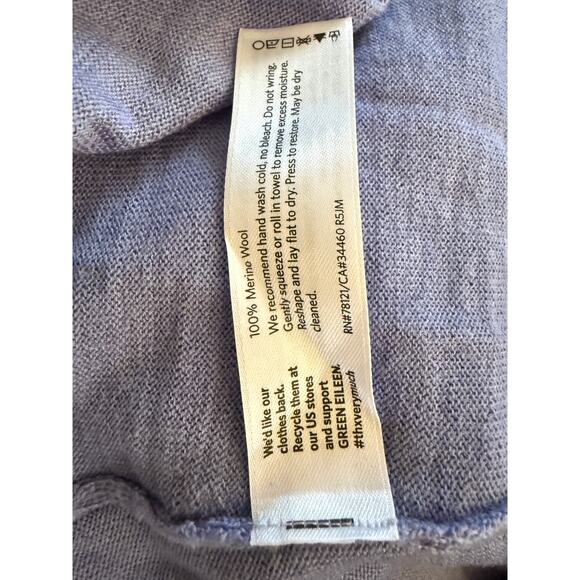 100% Merino Wool
We recommend hand wash cold, no bleach. Do not wring.
Gently squeeze or roll in towel to remove excess moisture.
Reshape and lay flat to dry. Press to restore. May be dry
cleaned.
RN#78121/CA#34460 R5JM
We'd like our
clothes back.
Recycle them at
our US stores
and support
GREEN EILEEN.
#thxverymuch